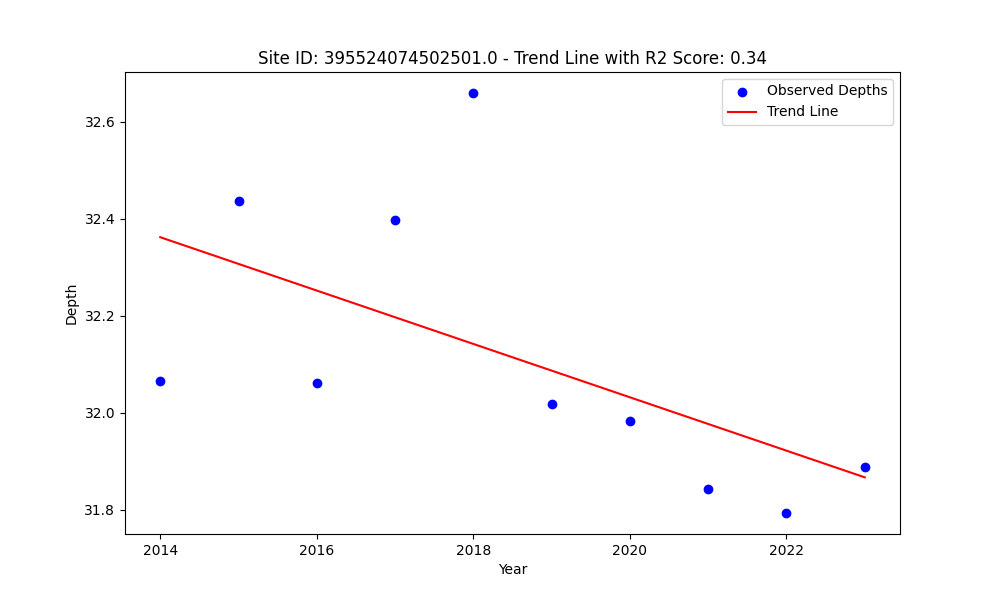 Site ID: 395524074502501.0 - Trend Line with R2 Score: 0.34
Observed Depths
Trend Line
32.6
32.4
32.2
32.0
31.8
Depth
2014
2016
2018
2020
2022
Year